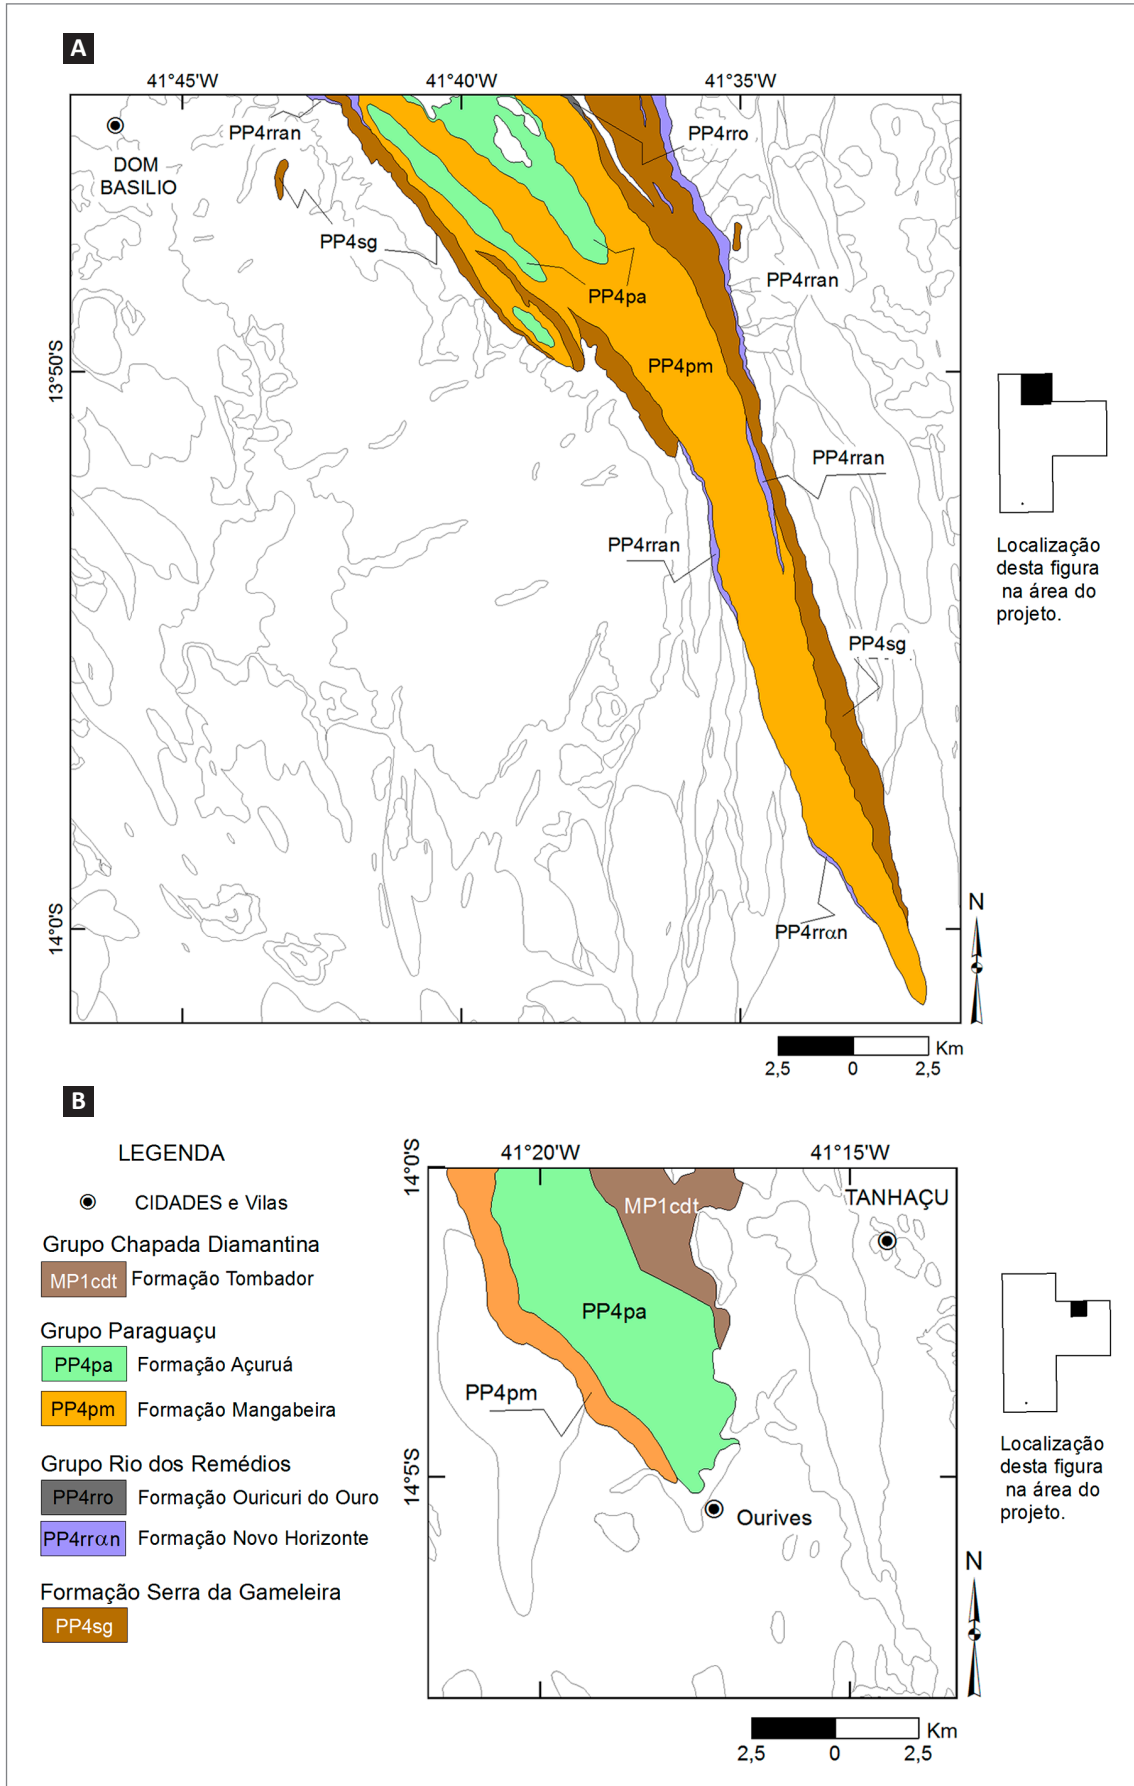 A
41°45'W
41°40'W
41°35'W
PP4rran
PP4rro
DOM
BASILIO
PP4sg
PP4rran
PP4pa
13°50'S
PP4pm
PP4rran
PP4rran
Localização
desta figura
na área do
projeto.
PP4sg
14°0'S
PP4rrαn
N
Km
2,5
0
2,5
B
LEGENDA
CIDADES e Vilas
Grupo Chapada Diamantina
MP1cdt Formação Tombador
Grupo Paraguaçu
PP4pa Formação Açuruá
PP4pm Formação Mangabeira
Grupo Rio dos Remédios
PP4rro Formação Ouricuri do Ouro
PP4rrαn Formação Novo Horizonte
Formação Serra da Gameleira
PP4sg
41°20'W
41°15'W
14°0'S
MP1cdt
TANHAÇU
PP4pa
PP4pm
14°5'S
Ourives
Localização
desta figura
na área do
projeto.
N
Km
2,5
0
2,5